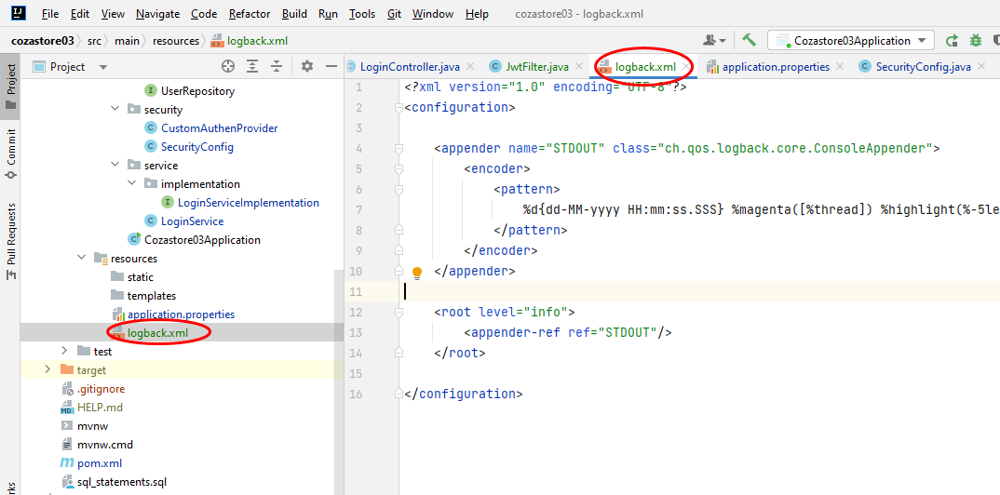 File Edit View Navigate Code Refactor Build Run Tools Git Window Help cozastore03 - logback.xml
cozastore03 src main resources logback.xml Cozastore03Application
Project LoginController.java JwtFilter.java logback.xml application.properties SecurityConfig.java
Project
Commit
Pull Requests
UserRepository
security
CustomAuthenProvider
SecurityConfig
service
implementation
LoginServiceImplementation
LoginService
Cozastore03Application
resources
static
templates
application.properties
logback.xml
test
target
.gitignore
HELP.md
mvnw
mvnw.cmd
pom.xml
sql_statements.sql
1 <?xml version="1.0" encoding="UTF-8"?>
2 <configuration>
3
4 <appender name="STDOUT" class="ch.qos.logback.core.ConsoleAppender">
5 <encoder>
6 <pattern>
7 %d{dd-MM-yyyy HH:mm:ss.SSS} %magenta([%thread]) %highlight(%-5le
8 </pattern>
9 </encoder>
10 </appender>
11
12 <root level="info">
13 <appender-ref ref="STDOUT"/>
14 </root>
15
16 </configuration>